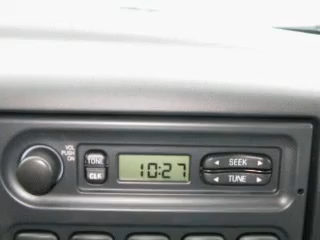 VOL
PUSH
ON
TONE
CLK
10:27
◄ SEEK ►
◄ TUNE ►